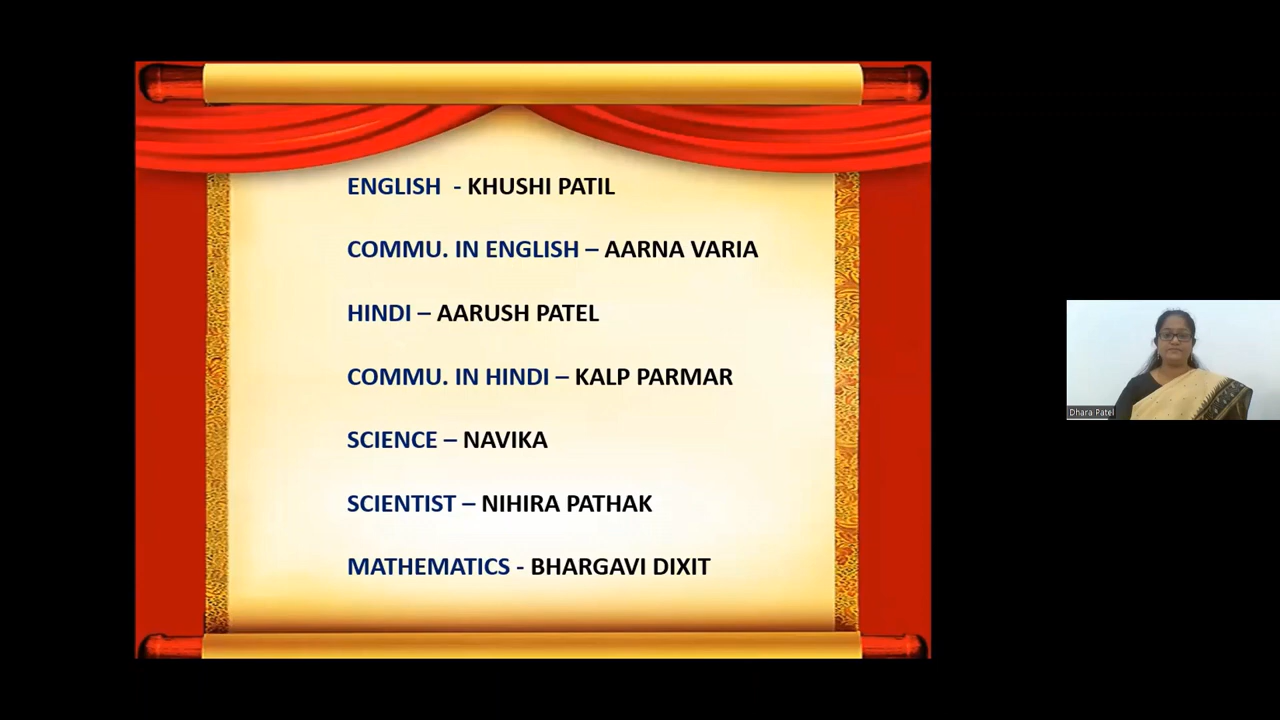 ENGLISH - KHUSHI PATIL
COMMU. IN ENGLISH – AARNA VARIA
HINDI – AARUSH PATEL
COMMU. IN HINDI – KALP PARMAR
SCIENCE – NAVIKA
SCIENTIST – NIHIRA PATHAK
MATHEMATICS - BHARGAVI DIXIT
Dhara Patel